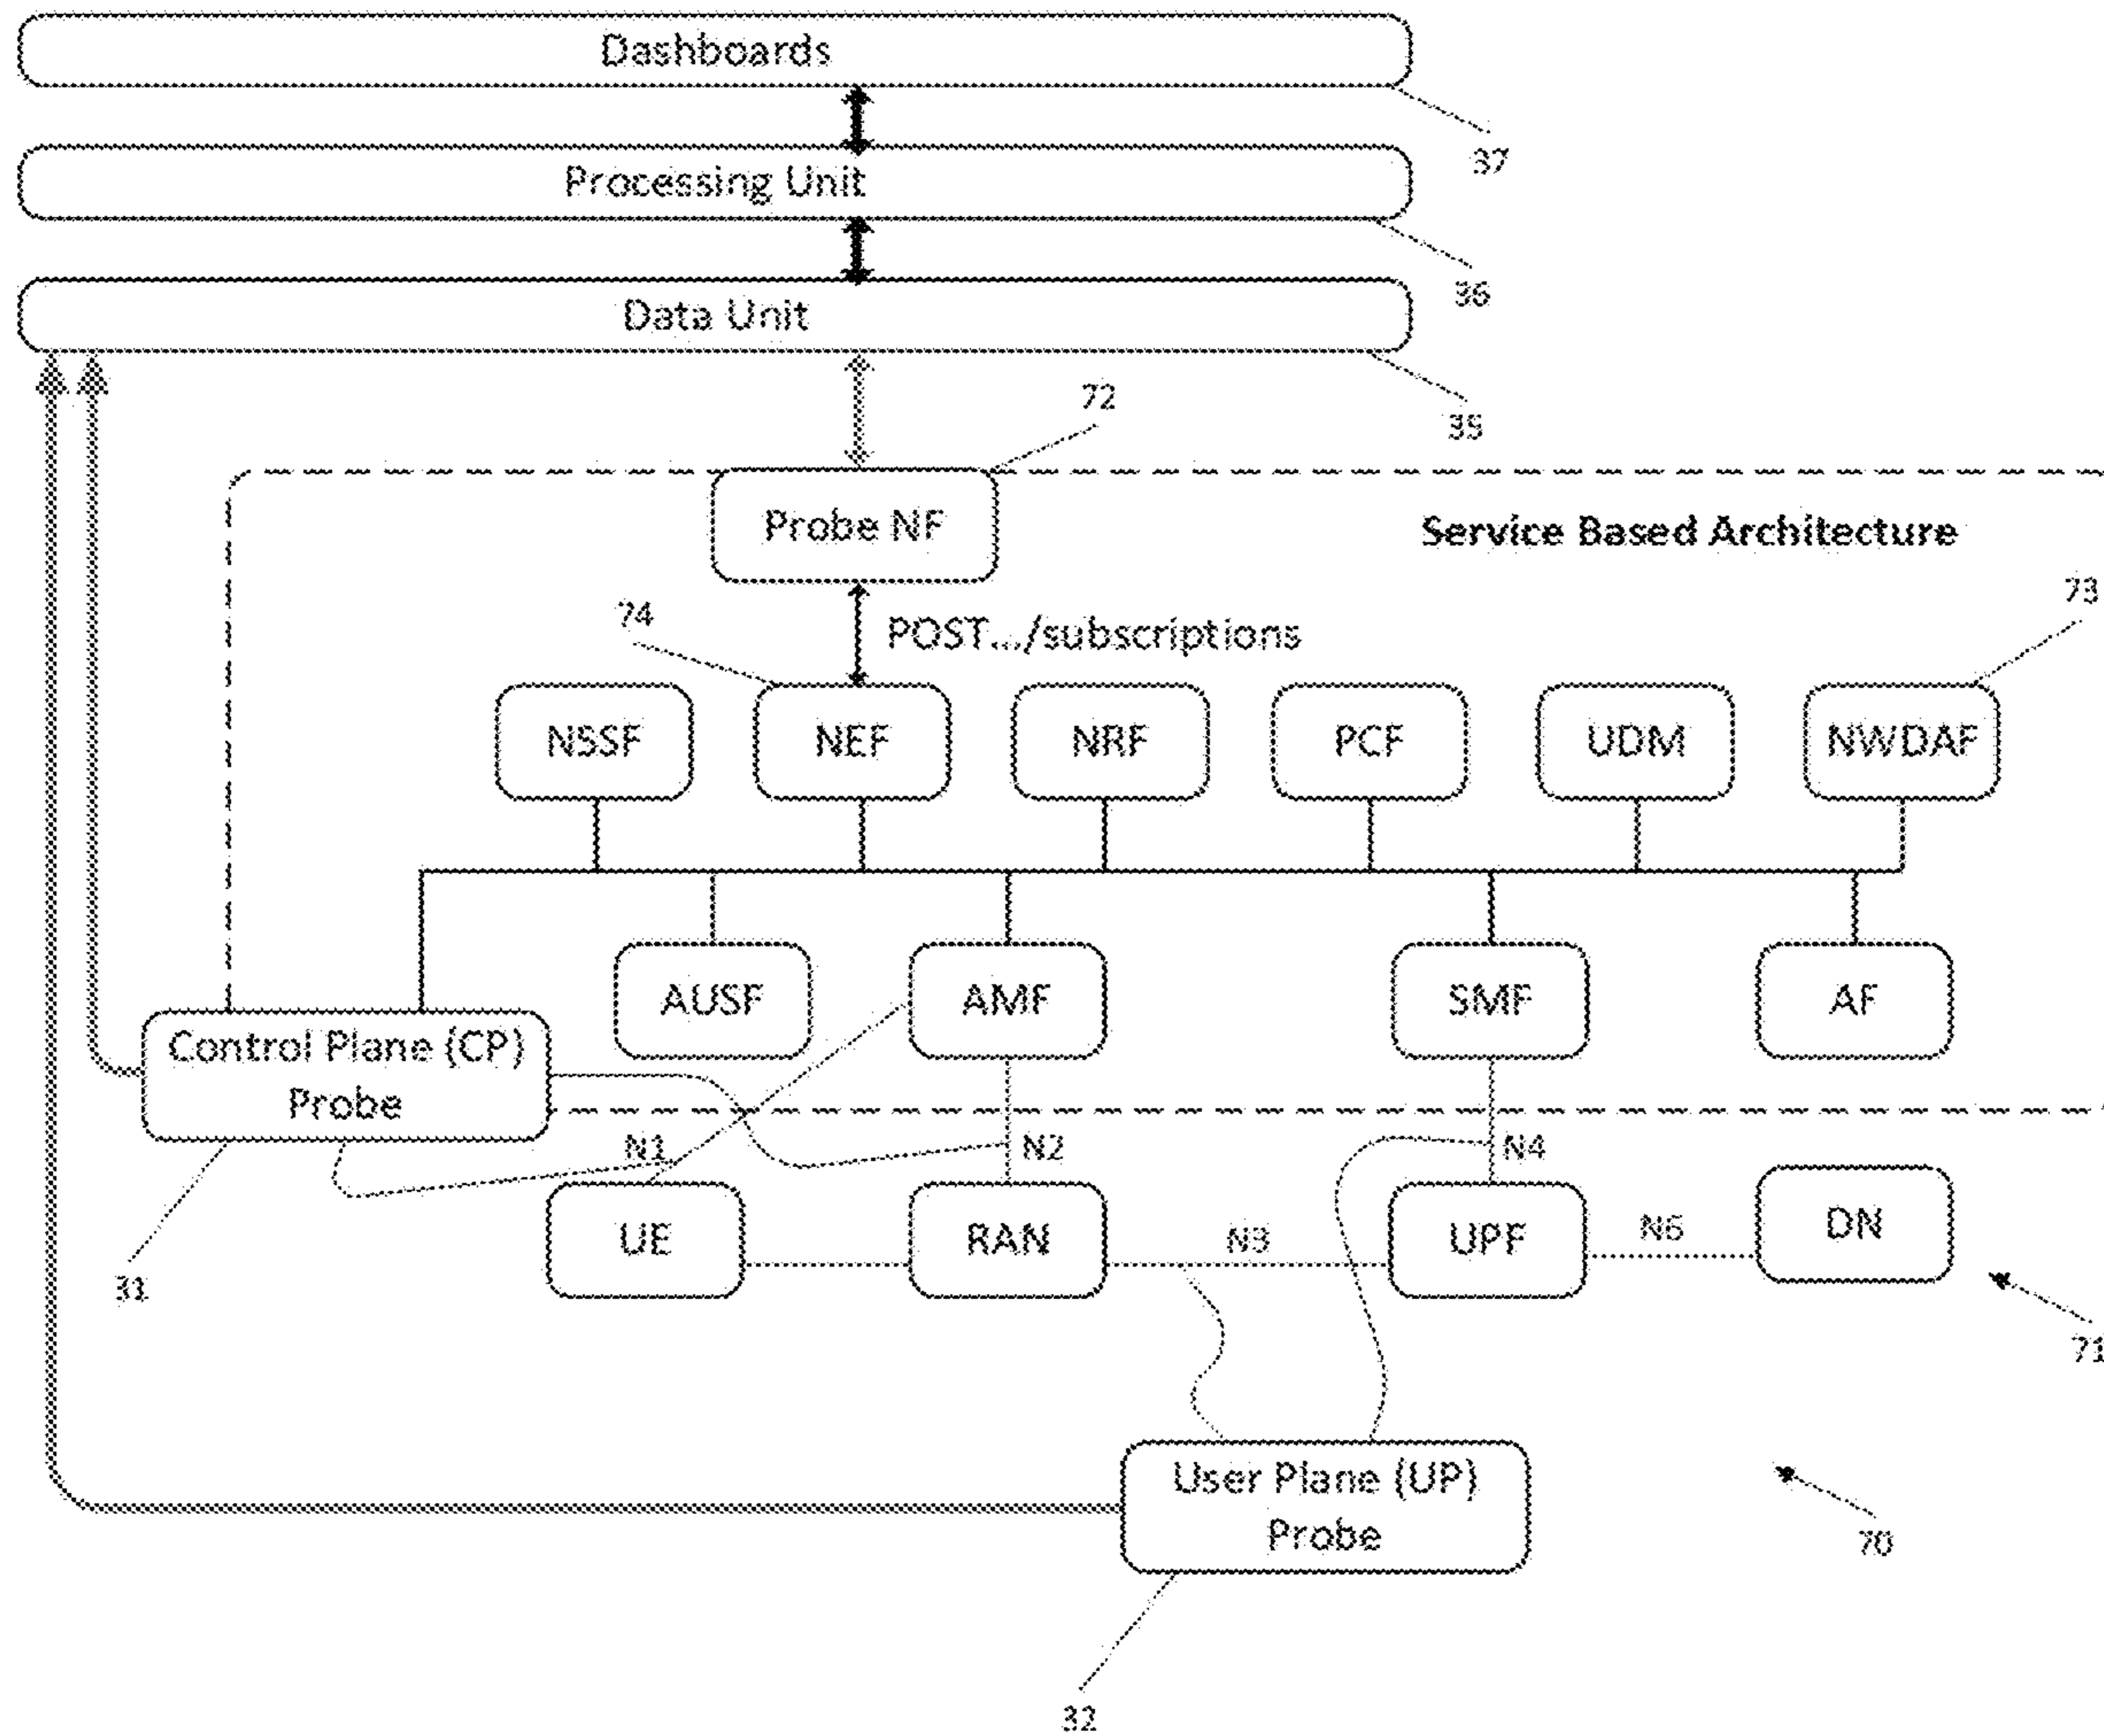 Dashboards
37
Processing Unit
36
Data Unit
35
72
Probe NF
Service Based Architecture
73
74
POST.../subscriptions
NSSF
NEF
NRF
PCF
UDM
NWDAF
AUSF
AMF
SMF
AF
Control Plane (CP)
Probe
N1
N2
N4
UE
RAN
N3
UPF
N6
DN
31
71
User Plane (UP)
Probe
70
32